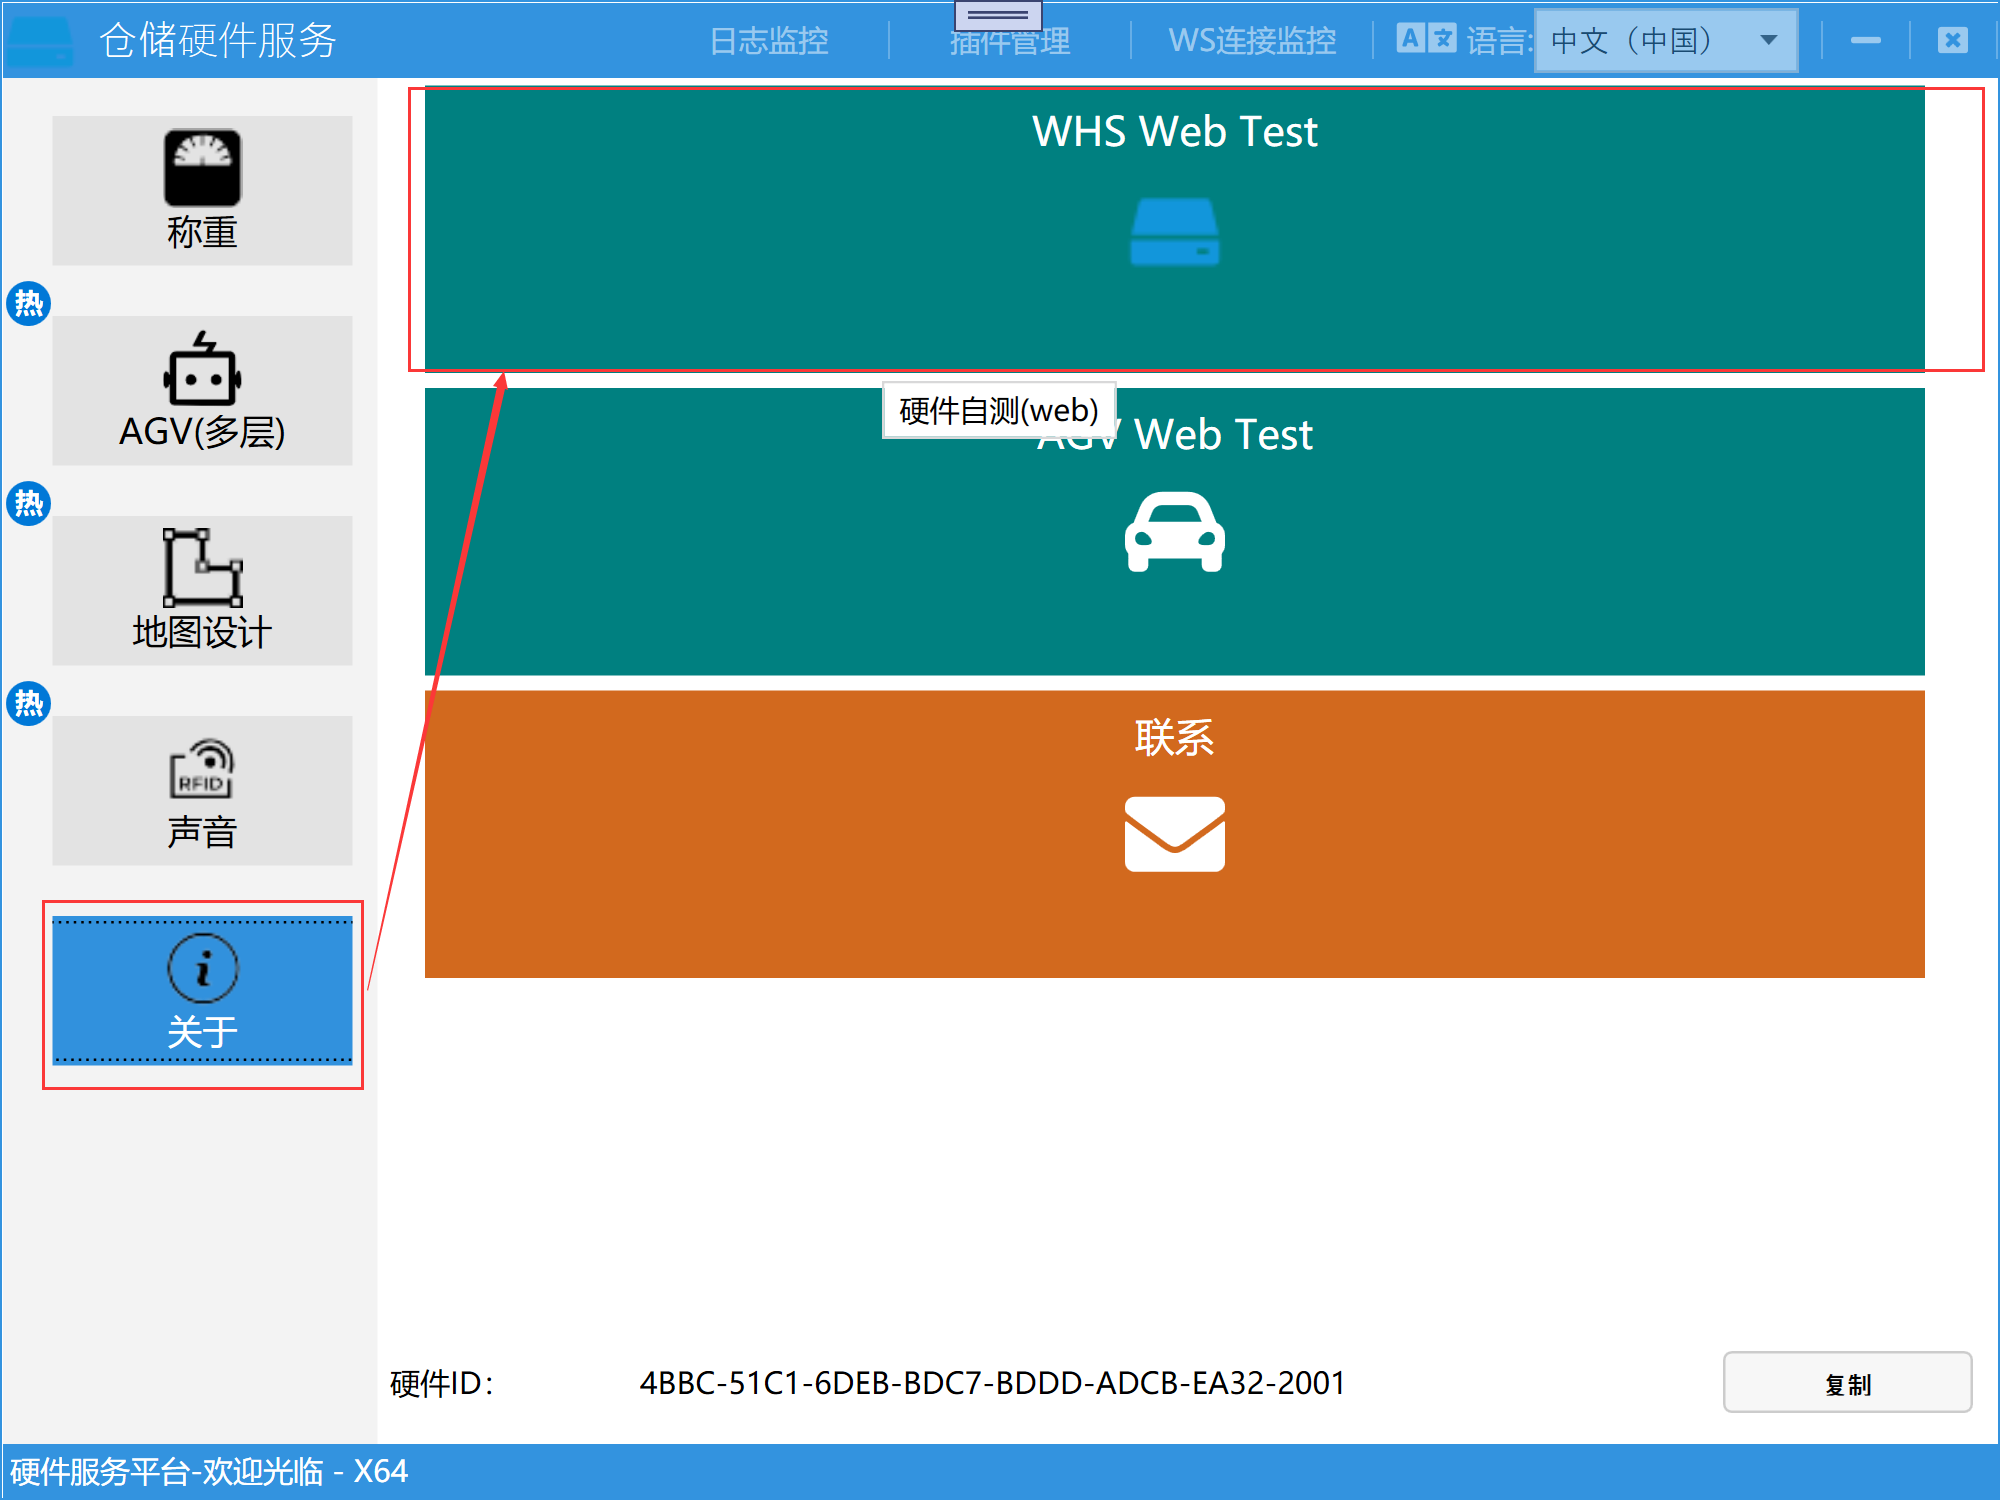 仓储硬件服务
日志监控
插件管理
WS连接监控
A 文 语言:
中文（中国）
称重
热
AGV(多层)
热
地图设计
热
RFID
声音
i
关于
WHS Web Test
硬件自测(web)
AGV Web Test
联系
硬件ID：
4BBC-51C1-6DEB-BDC7-BDDD-ADCB-EA32-2001
复制
硬件服务平台-欢迎光临 - X64